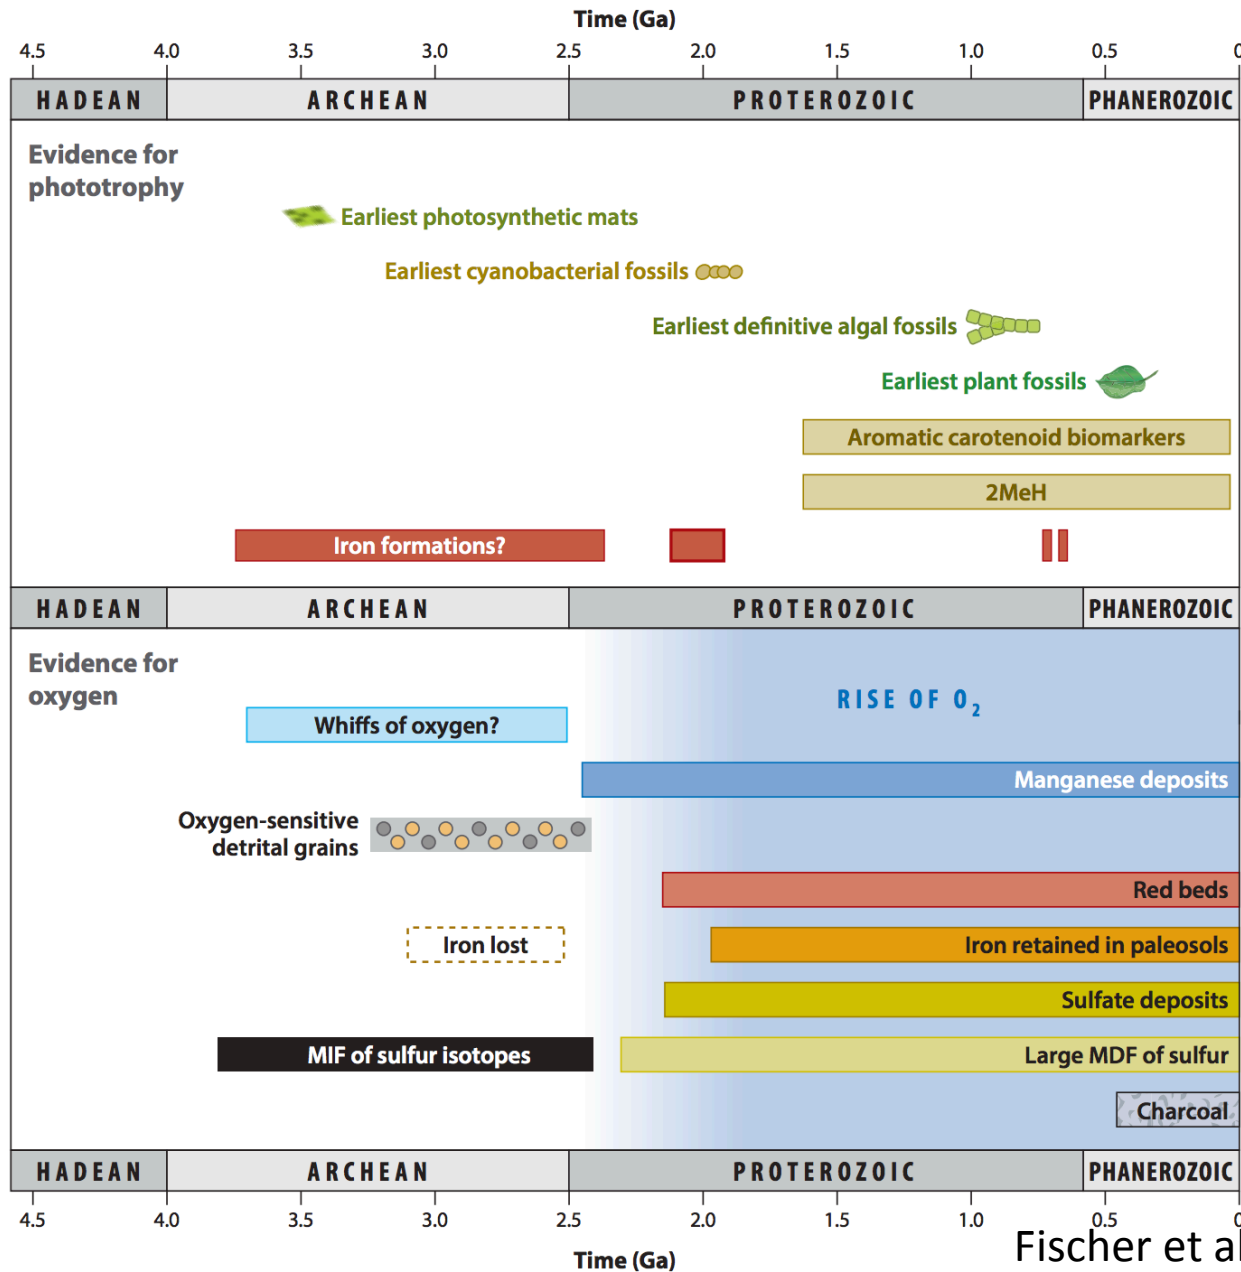 Time (Ga)
4.5 4.0 3.5 3.0 2.5 2.0 1.5 1.0 0.5 0
HADEAN ARCHEAN PROTEROZOIC PHANEROZOIC
Evidence for
phototrophy
Earliest photosynthetic mats
Earliest cyanobacterial fossils
Earliest definitive algal fossils
Earliest plant fossils
Aromatic carotenoid biomarkers
2MeH
Iron formations?
HADEAN ARCHEAN PROTEROZOIC PHANEROZOIC
Evidence for
oxygen
RISE OF O₂
Whiffs of oxygen?
Manganese deposits
Oxygen-sensitive
detrital grains
Red beds
Iron lost Iron retained in paleosols
Sulfate deposits
MIF of sulfur isotopes Large MDF of sulfur
Charcoal
HADEAN ARCHEAN PROTEROZOIC PHANEROZOIC
4.5 4.0 3.5 3.0 2.5 2.0 1.5 1.0 0.5 0
Time (Ga)
Fischer et al